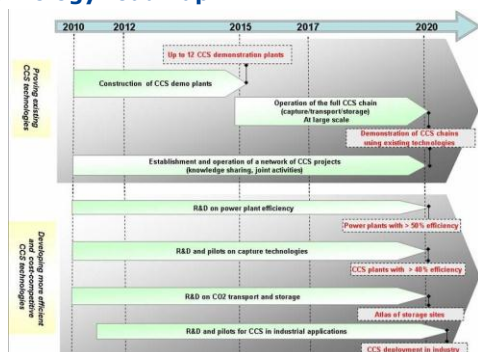 2010 2012 2015 2017 2020
Up to 12 CCS demonstration plants
Construction of CCS demo plants
Operation of the full CCS chain
(capture/transport/storage)
At large scale
Demonstration of CCS chains
using existing technologies
Establishment and operation of a network of CCS projects
(knowledge sharing, joint activities)
Proving existing
CCS technologies
R&D on power plant efficiency
Power plants with > 50% efficiency
R&D and pilots on capture technologies
CCS plants with > 40% efficiency
R&D on CO2 transport and storage
Atlas of storage sites
R&D and pilots for CCS in industrial applications
CCS deployment in industry
Developing more efficient
and cost-competitive
CCS technologies